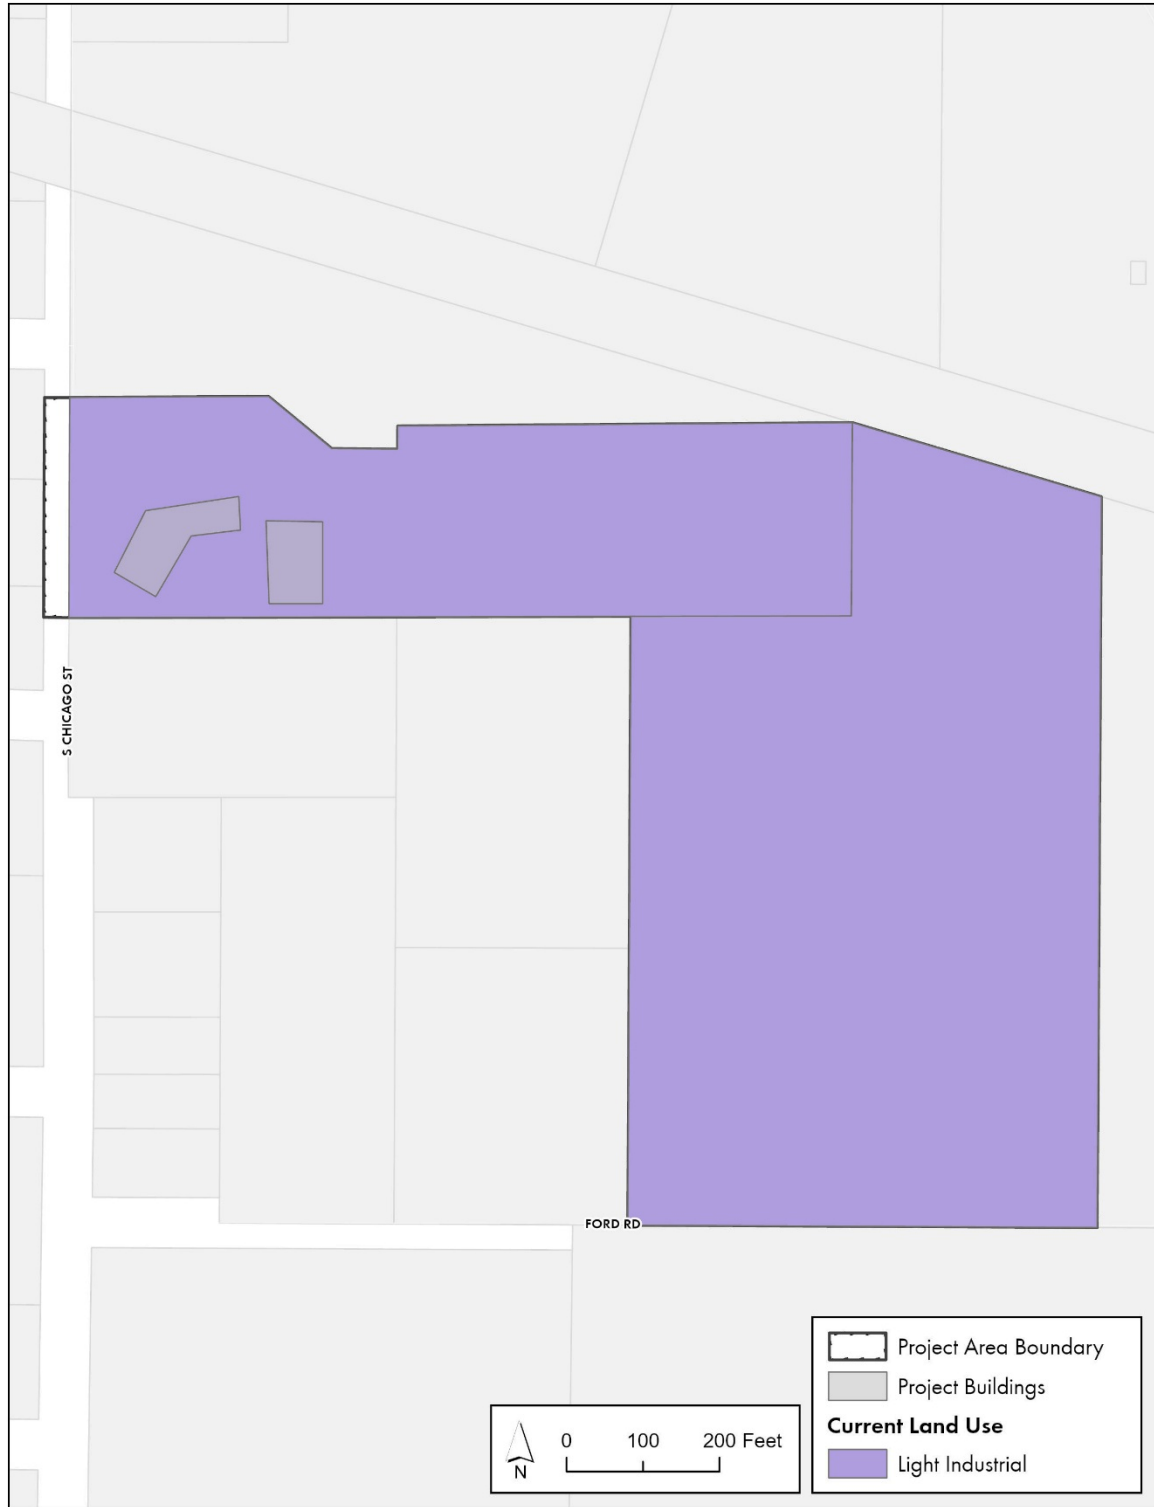 S CHICAGO ST
FORD RD
0 100 200 Feet
N
Project Area Boundary
Project Buildings
Current Land Use
Light Industrial